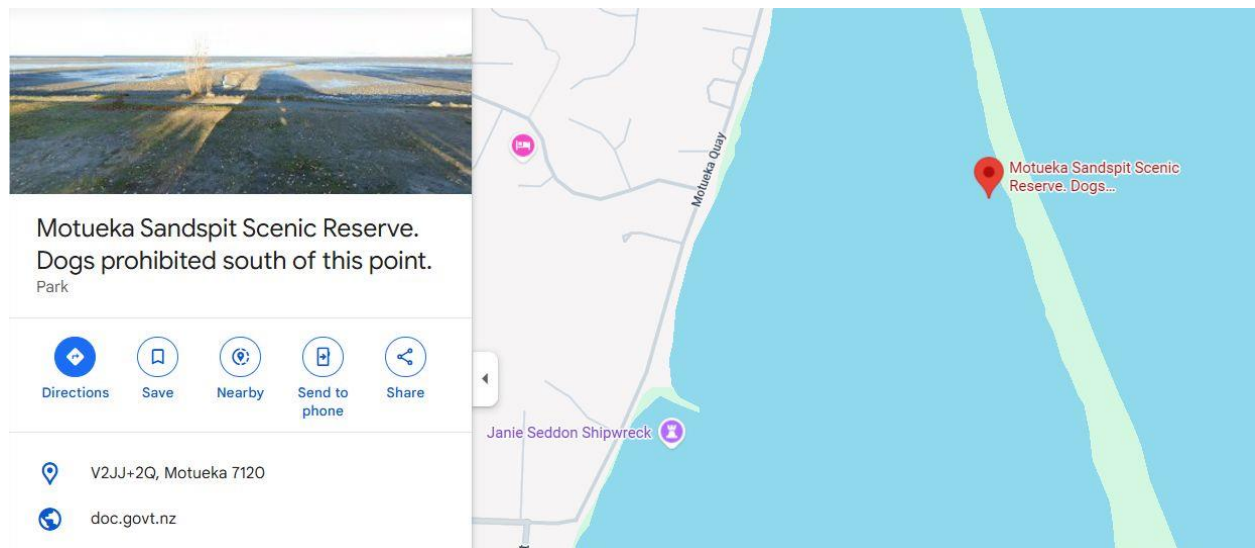 Motueka Sandspit Scenic Reserve.
Dogs prohibited south of this point.
Park
Directions
Save
Nearby
Send to
phone
Share
V2JJ+2Q, Motueka 7120
doc.govt.nz
Motueka Quay
Motueka Sandspit Scenic
Reserve. Dogs...
Janie Seddon Shipwreck